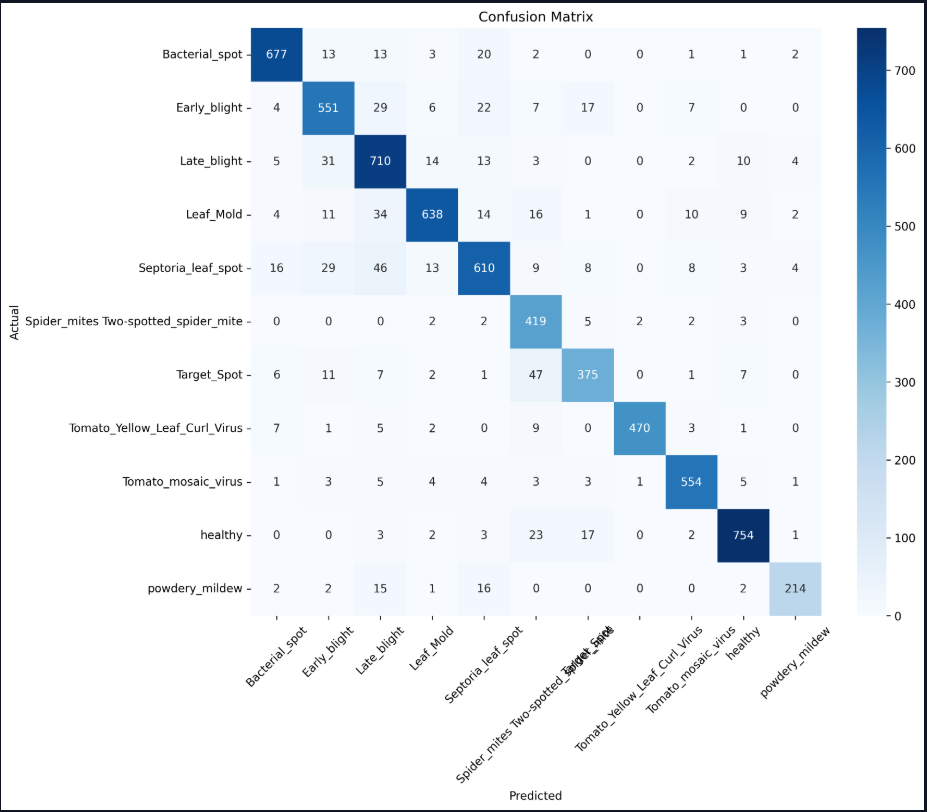 Confusion Matrix
Actual
Bacterial_spot 677 13 13 3 20 2 0 0 1 1 2
Early_blight 4 551 29 6 22 7 17 0 7 0 0
Late_blight 5 31 710 14 13 3 0 0 2 10 4
Leaf_Mold 4 11 34 638 14 16 1 0 10 9 2
Septoria_leaf_spot 16 29 46 13 610 9 8 0 8 3 4
Spider_mites Two-spotted_spider_mite 0 0 0 2 2 419 5 2 2 3 0
Target_Spot 6 11 7 2 1 47 375 0 1 7 0
Tomato_Yellow_Leaf_Curl_Virus 7 1 5 2 0 9 0 470 3 1 0
Tomato_mosaic_virus 1 3 5 4 4 3 3 1 554 5 1
healthy 0 0 3 2 3 23 17 0 2 754 1
powdery_mildew 2 2 15 1 16 0 0 0 0 2 214
Bacterial_spot
Early_blight
Late_blight
Leaf_Mold
Septoria_leaf_spot
Spider_mites Two-spotted_spider_mite
Target_Spot
Tomato_Yellow_Leaf_Curl_Virus
Tomato_mosaic_virus
healthy
powdery_mildew
Predicted
700
600
500
400
300
200
100
0